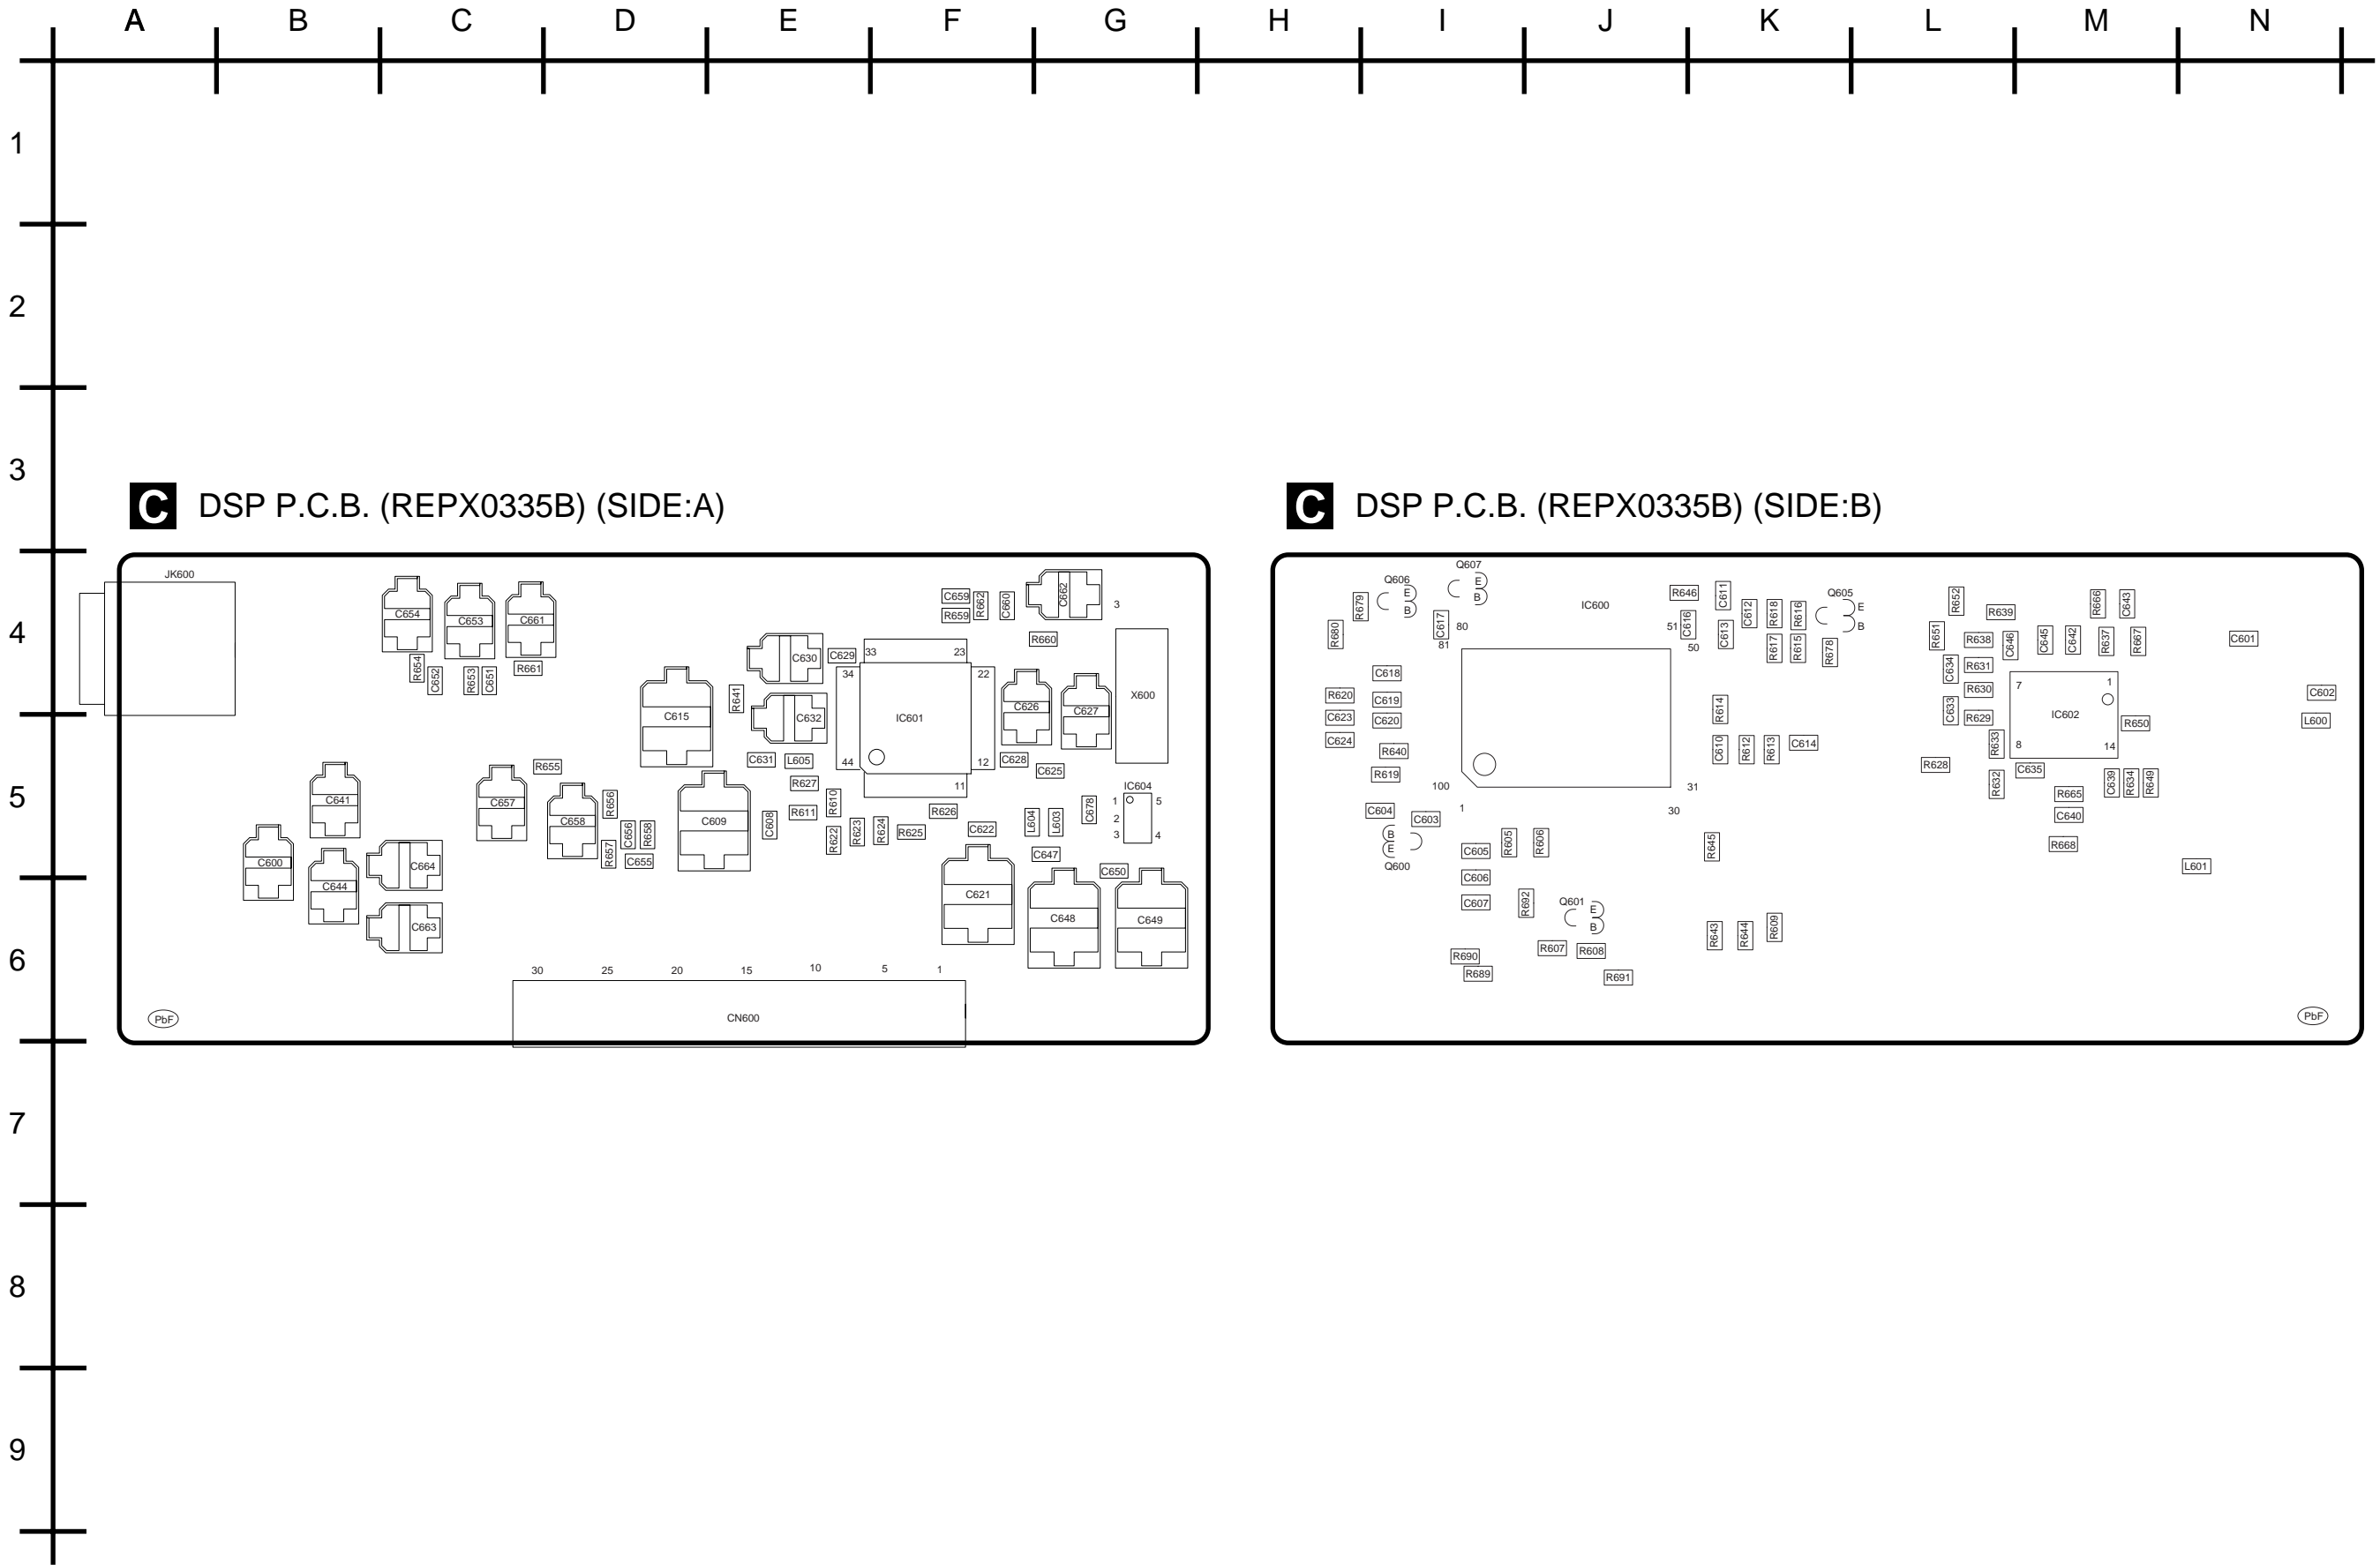 A B C D E F G H I J K L M N
1
2
3
C DSP P.C.B. (REPX0335B) (SIDE:A)
C DSP P.C.B. (REPX0335B) (SIDE:B)
4
JK600
C654
C653
C661
R654
C652
R653
C651
R661
C659
R659
R662
C660
C662
3
R660
C630
C629
33
23
34
22
R641
C632
C615
IC601
C626
C627
X600
C631
L605
44
12
C628
C625
11
5
R655
R627
C641
C657
R656
C658
C656
R658
R657
C655
C609
C608
R611
R610
R622
R623
R624
R625
R626
C622
L604
L603
C678
IC604
1
5
2
3
4
C647
C650
C600
C644
C664
C663
C621
C648
C649
6
30
25
20
15
10
5
1
CN600
PbF
Q606
E
B
Q607
E
B
R679
R680
C617
80
81
IC600
R646
51
C616
50
C611
C612
C613
R618
R616
R617
R615
Q605
E
B
R678
R652
R639
R651
R638
C646
C634
R631
R630
C645
C642
R666
C643
R637
R667
C601
C618
R620
C619
C623
C620
C624
R640
R619
100
31
R614
C610
R612
R613
C614
C633
R629
R633
R628
R632
7
1
IC602
8
14
R650
C635
C639
R634
R649
R665
C640
R668
C602
L600
L601
C604
C603
1
30
B
E
Q600
C605
R605
R606
C606
C607
R692
Q601
E
B
R645
R643
R644
R609
R690
R689
R607
R608
R691
PbF
7
8
9